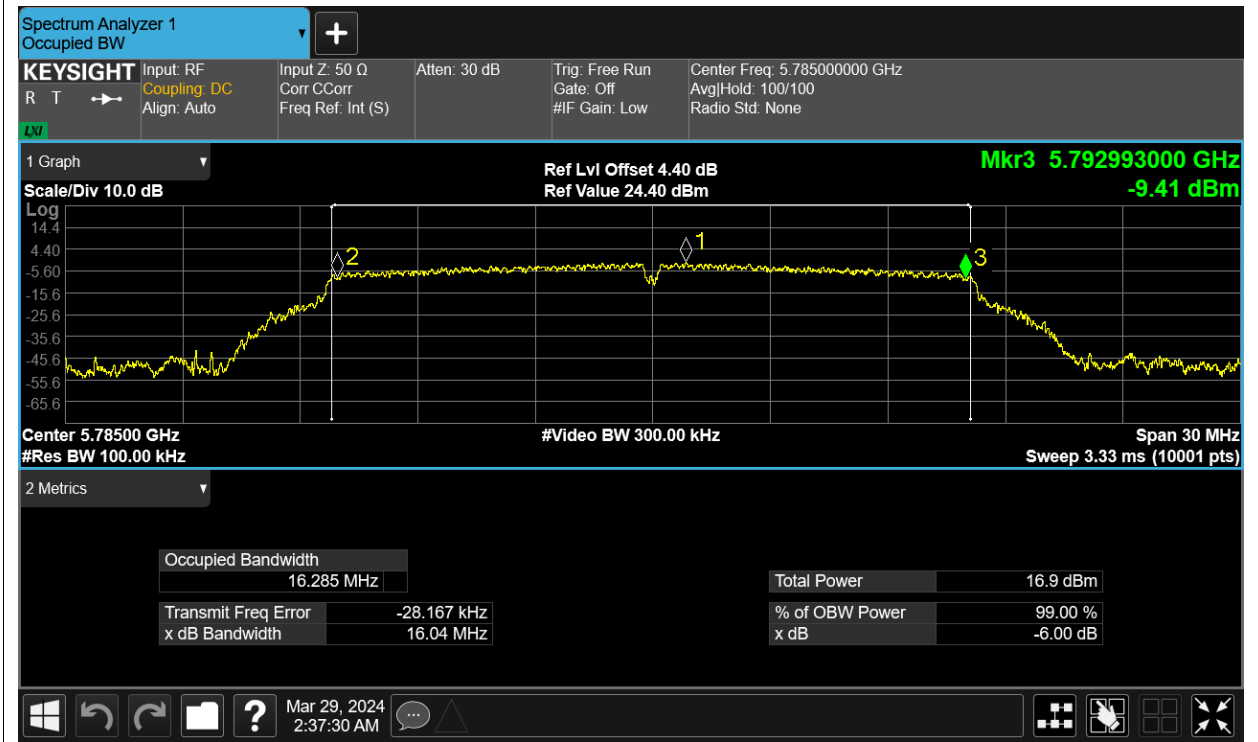 Spectrum Analyzer 1
Occupied BW
KEYSIGHT
R T
LXI
Input: RF
Coupling: DC
Align: Auto
Input Z: 50 Ω
Corr CCorr
Freq Ref: Int (S)
Atten: 30 dB
Trig: Free Run
Gate: Off
#IF Gain: Low
Center Freq: 5.785000000 GHz
Avg|Hold: 100/100
Radio Std: None
1 Graph
Scale/Div 10.0 dB
Ref Lvl Offset 4.40 dB
Ref Value 24.40 dBm
Mkr3 5.792993000 GHz
-9.41 dBm
Log
14.4
4.40
-5.60
-15.6
-25.6
-35.6
-45.6
-55.6
-65.6
2
1
3
Center 5.78500 GHz
#Res BW 100.00 kHz
#Video BW 300.00 kHz
Span 30 MHz
Sweep 3.33 ms (10001 pts)
2 Metrics
Occupied Bandwidth
16.285 MHz
Transmit Freq Error -28.167 kHz
x dB Bandwidth 16.04 MHz
Total Power 16.9 dBm
% of OBW Power 99.00 %
x dB -6.00 dB
?
Mar 29, 2024
2:37:30 AM